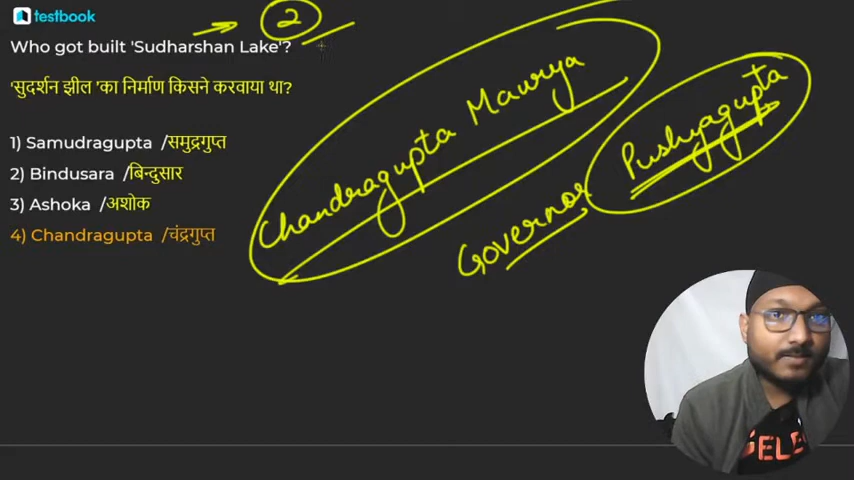 testbook
2
Who got built 'Sudharshan Lake'?
'सुदर्शन झील 'का निर्माण किसने करवाया था?
1) Samudragupta /समुद्रगुप्त
2) Bindusara /बिन्दुसार
3) Ashoka /अशोक
4) Chandragupta /चंद्रगुप्त
Chandragupta Maurya
Governor Pushyagupta